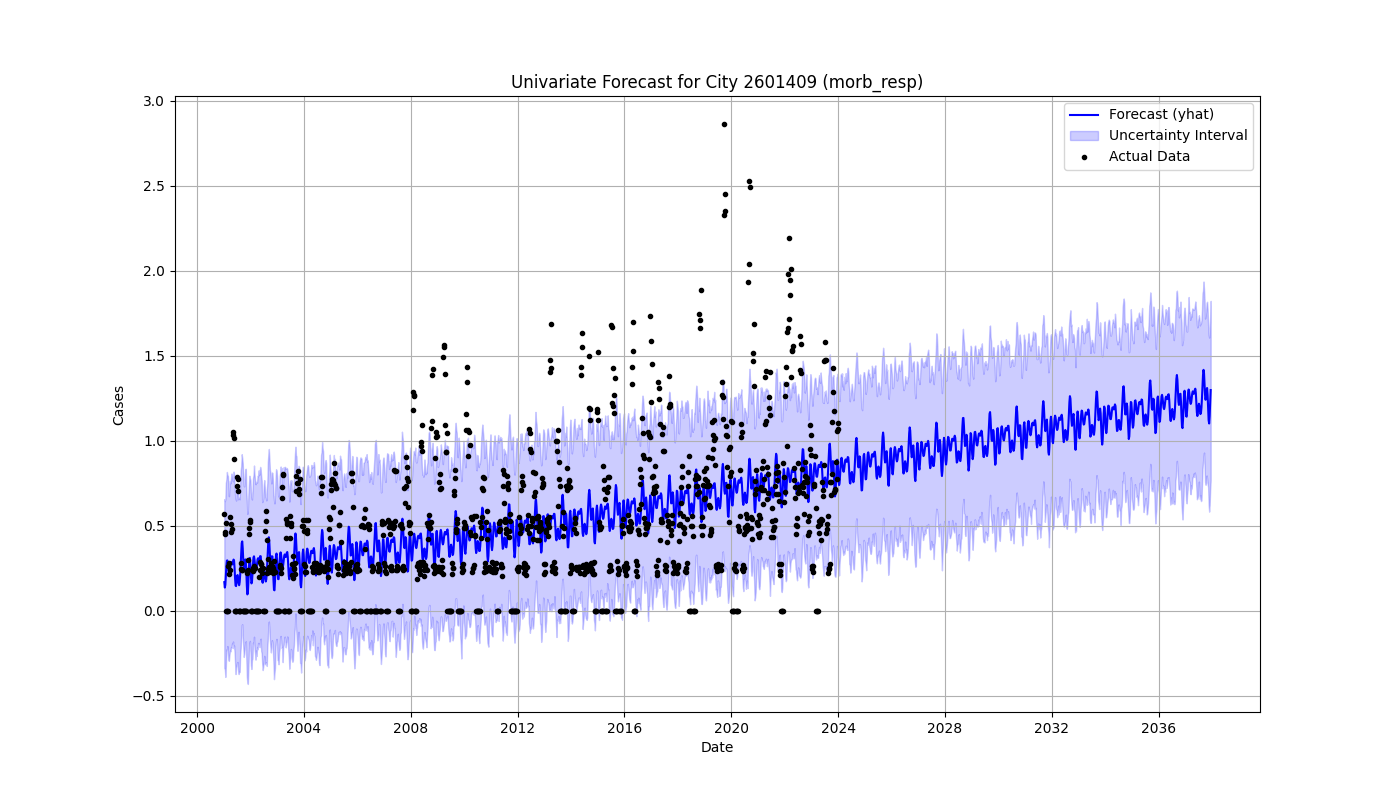 Univariate Forecast for City 2601409 (morb_resp)
Forecast (yhat)
Uncertainty Interval
Actual Data
Cases
3.0
2.5
2.0
1.5
1.0
0.5
0.0
−0.5
2000 2004 2008 2012 2016 2020 2024 2028 2032 2036
Date